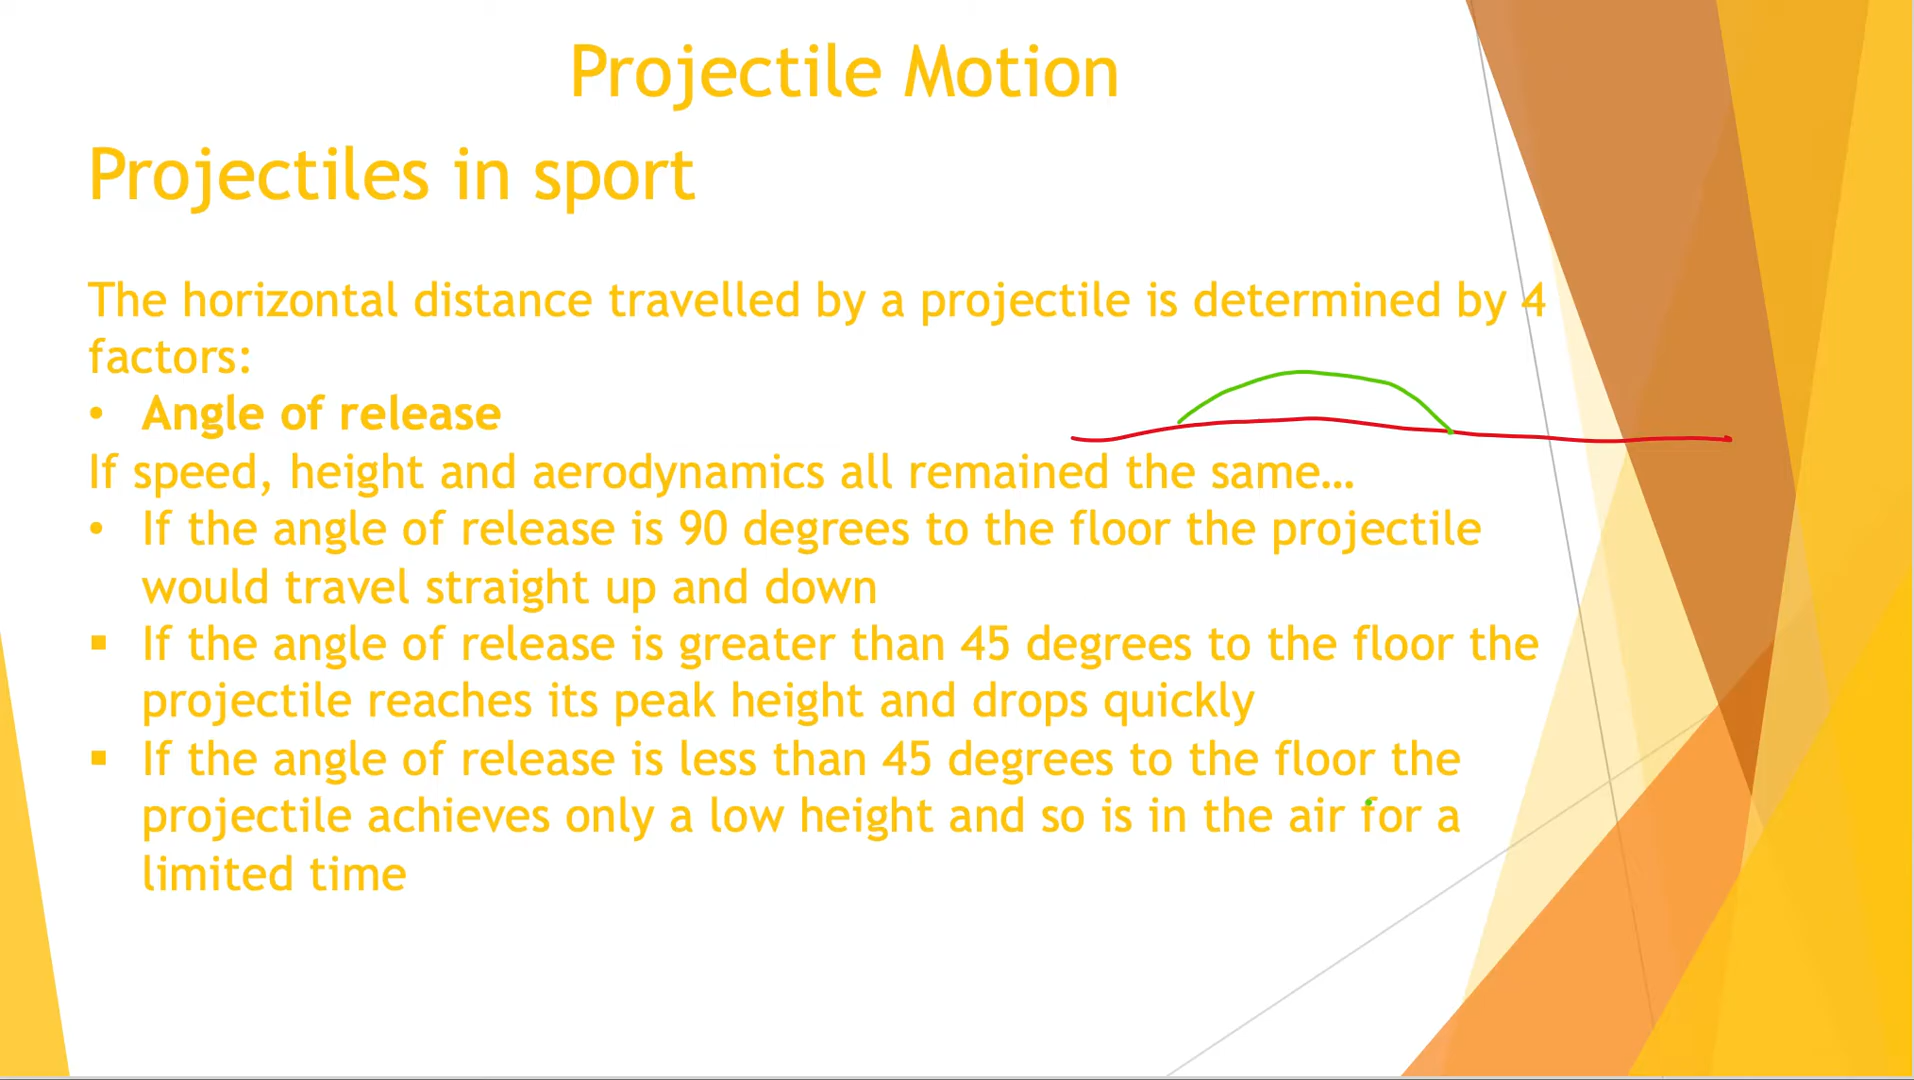 Projectile Motion
Projectiles in sport
The horizontal distance travelled by a projectile is determined by 4
factors:
• Angle of release
If speed, height and aerodynamics all remained the same…
• If the angle of release is 90 degrees to the floor the projectile
would travel straight up and down
▪ If the angle of release is greater than 45 degrees to the floor the
projectile reaches its peak height and drops quickly
▪ If the angle of release is less than 45 degrees to the floor the
projectile achieves only a low height and so is in the air for a
limited time